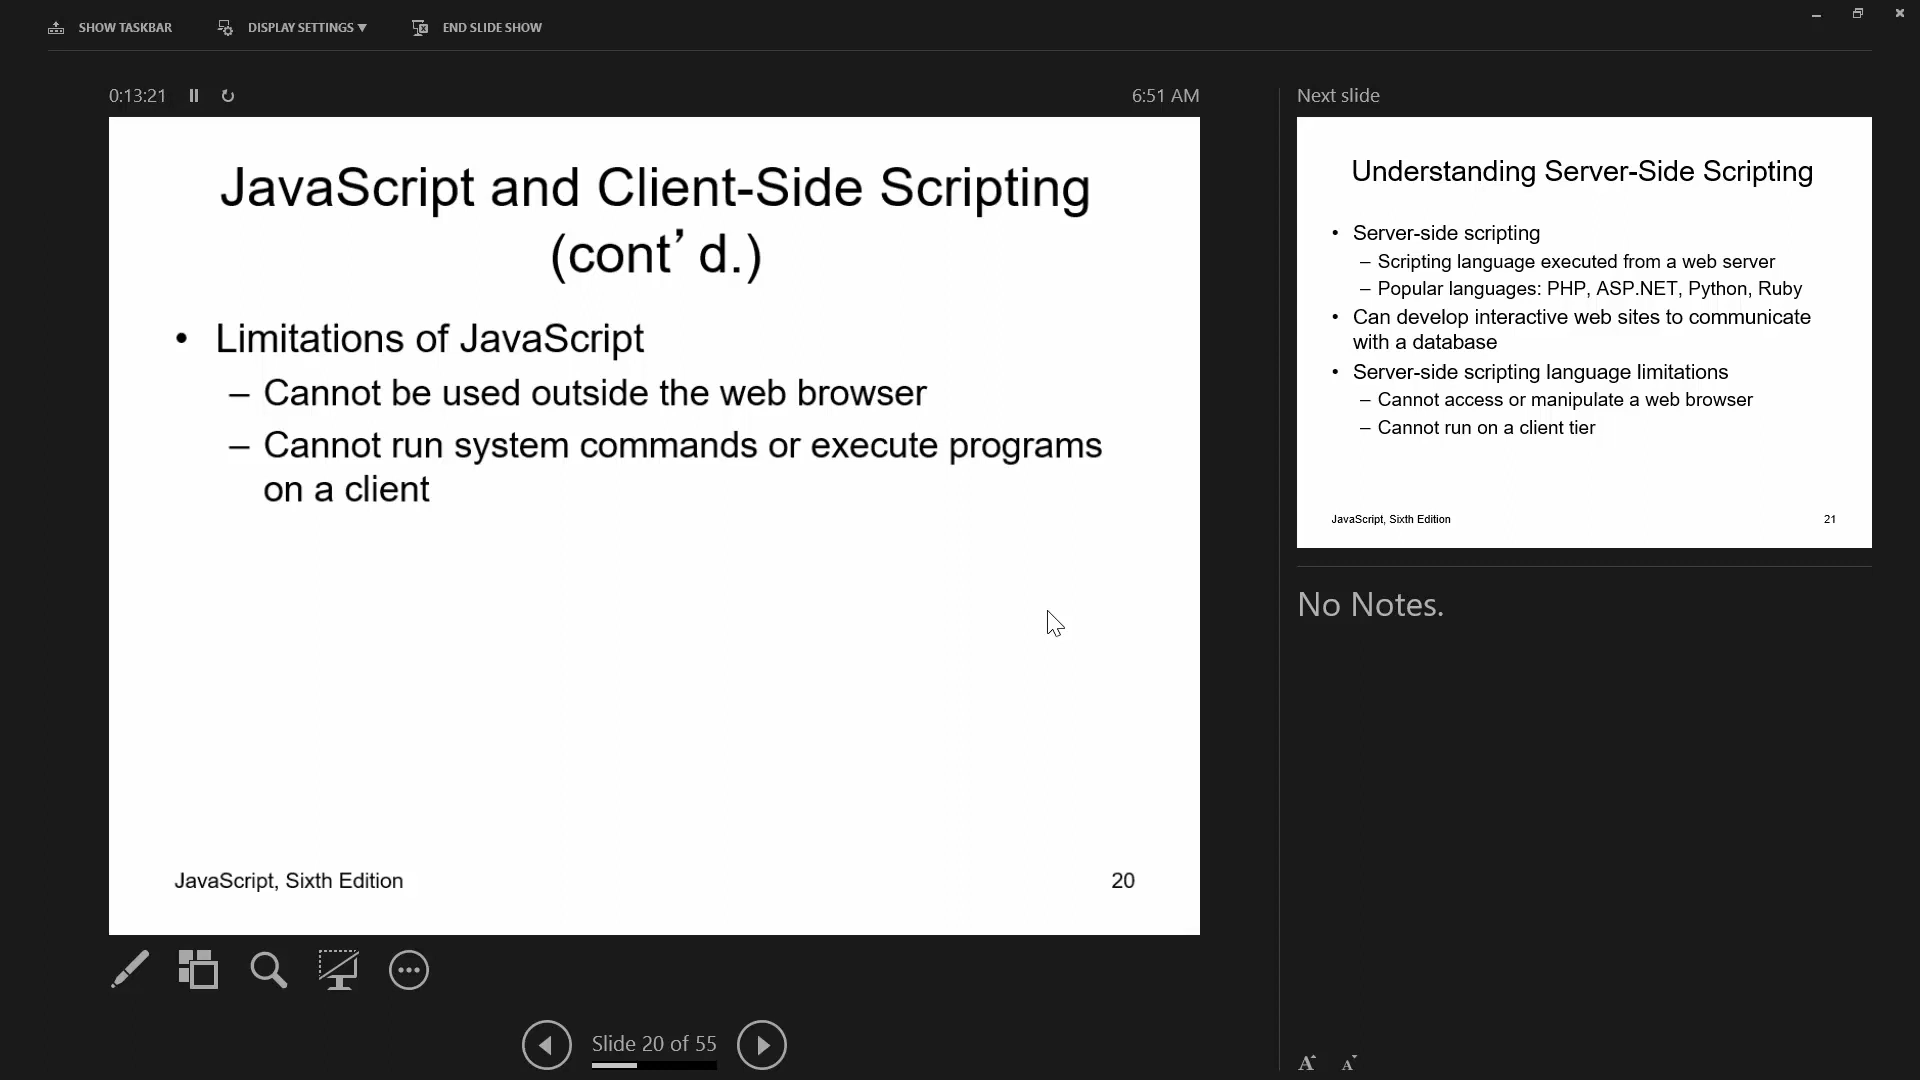 SHOW TASKBAR
DISPLAY SETTINGS ▼
END SLIDE SHOW
0:13:21
6:51 AM
JavaScript and Client-Side Scripting
(cont’d.)
• Limitations of JavaScript
– Cannot be used outside the web browser
– Cannot run system commands or execute programs
on a client
JavaScript, Sixth Edition
20
Slide 20 of 55
Next slide
Understanding Server-Side Scripting
• Server-side scripting
– Scripting language executed from a web server
– Popular languages: PHP, ASP.NET, Python, Ruby
• Can develop interactive web sites to communicate
with a database
• Server-side scripting language limitations
– Cannot access or manipulate a web browser
– Cannot run on a client tier
JavaScript, Sixth Edition
21
No Notes.
A A